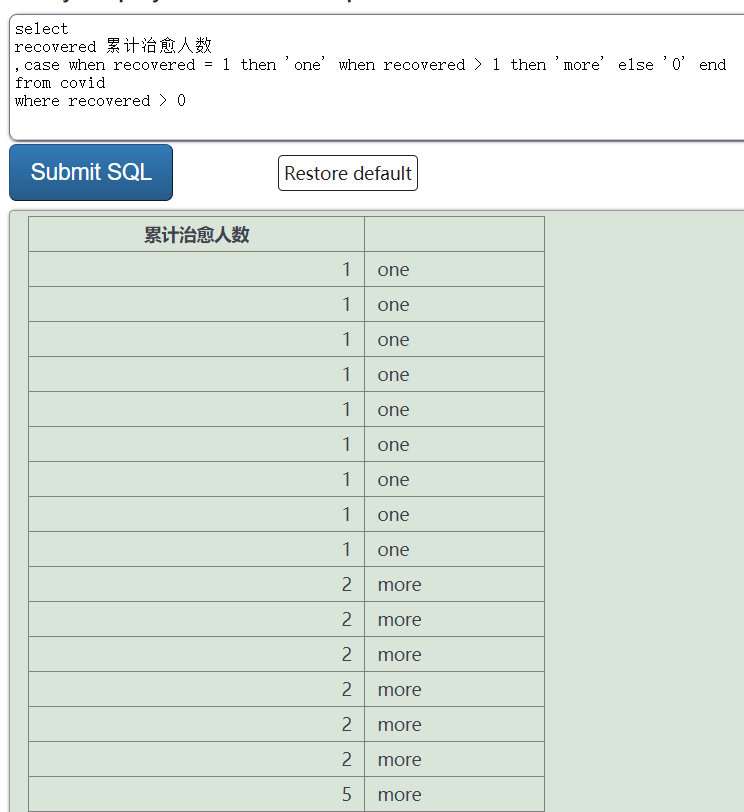 select
recovered 累计治愈人数
,case when recovered = 1 then 'one' when recovered > 1 then 'more' else '0' end
from covid
where recovered > 0
Submit SQL
Restore default
累计治愈人数
1 one
1 one
1 one
1 one
1 one
1 one
1 one
1 one
1 one
2 more
2 more
2 more
2 more
2 more
2 more
5 more